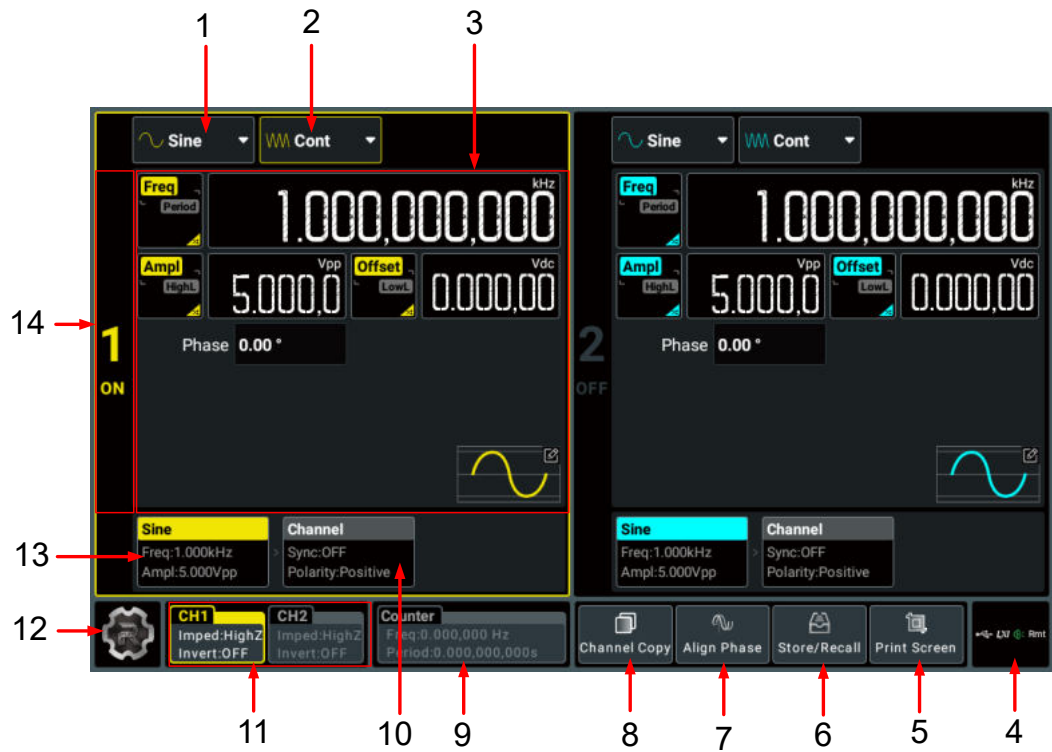 1
2
3
Sine
Cont
Sine
Cont
Freq
Period
kHz
1.000,000,000
Freq
Period
kHz
1.000,000,000
Ampl
HighL
Vpp
5.000,0
Offset
LowL
Vdc
0.000,00
Ampl
HighL
Vpp
5.000,0
Offset
LowL
Vdc
0.000,00
14
1
ON
Phase 0.00 °
2
OFF
Phase 0.00 °
Sine
Freq:1.000kHz
Ampl:5.000Vpp
Channel
Sync:OFF
Polarity:Positive
Sine
Freq:1.000kHz
Ampl:5.000Vpp
Channel
Sync:OFF
Polarity:Positive
13
12
R
CH1
Imped:HighZ
Invert:OFF
CH2
Imped:HighZ
Invert:OFF
Counter
Freq:0.000,000 Hz
Period:0.000,000,000s
Channel Copy
Align Phase
Store/Recall
Print Screen
LXI
Rmt
11
10
9
8
7
6
5
4